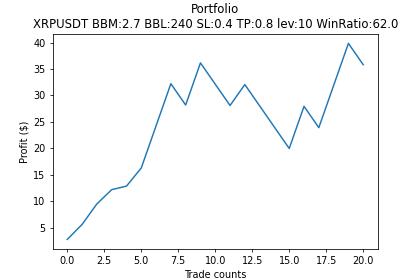 Portfolio
XRPUSDT BBM:2.7 BBL:240 SL:0.4 TP:0.8 lev:10 WinRatio:62.0
40
35
30
25
20
15
10
5
Profit ($)
0.0 2.5 5.0 7.5 10.0 12.5 15.0 17.5 20.0
Trade counts